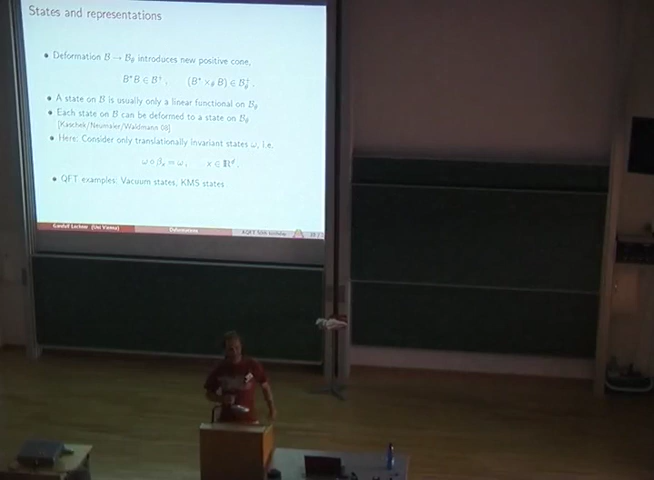 States and representations
• Deformation B → B_θ introduces new positive cone,
B*B ∈ B⁺, (B* ×_θ B) ∈ B_θ⁺.
• A state on B is usually only a linear functional on B_θ
• Each state on B can be deformed to a state on B_θ
[Kaschek/Neumaier/Waldmann 08]
• Here: Consider only translationally invariant states ω, i.e.
ω ∘ β_x = ω, x ∈ ℝ^d.
• QFT examples: Vacuum states, KMS states
Gandalf Lechner (Uni Vienna) Deformations AQFT